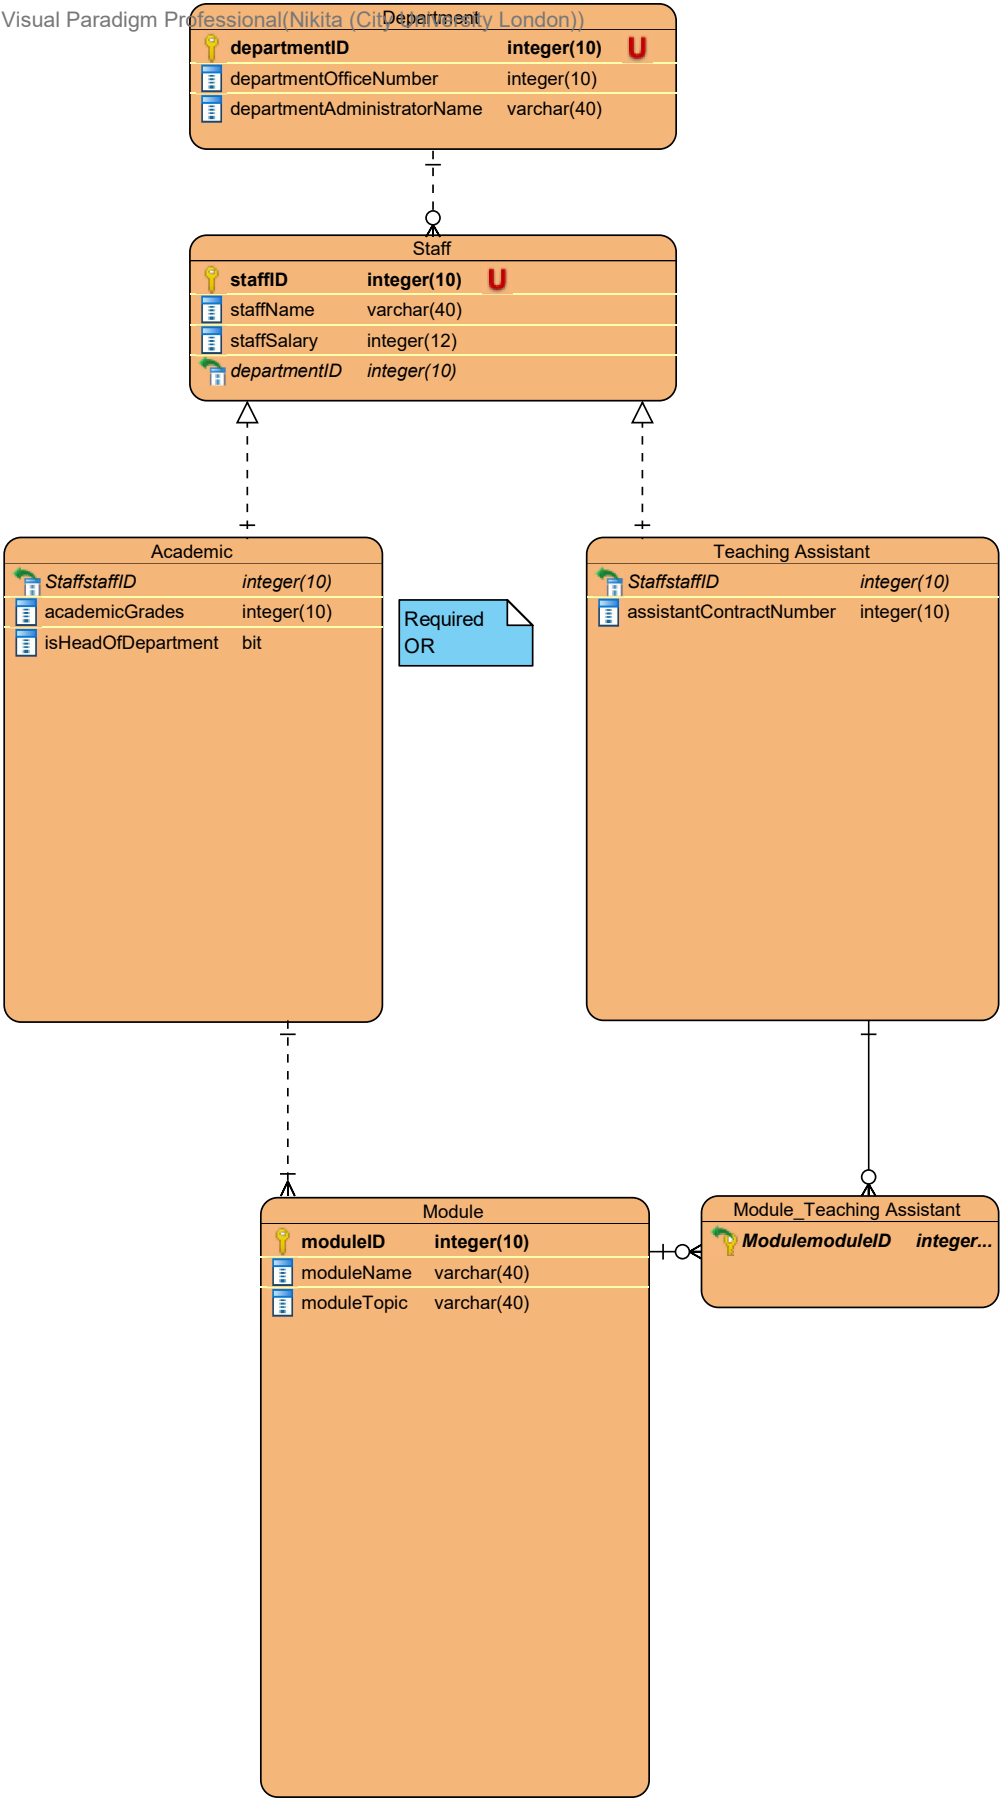 Visual Paradigm Professional(Nikita (City University London))
Department
departmentID integer(10) U
departmentOfficeNumber integer(10)
departmentAdministratorName varchar(40)
Staff
staffID integer(10) U
staffName varchar(40)
staffSalary integer(12)
departmentID integer(10)
Academic
StaffstaffID integer(10)
academicGrades integer(10)
isHeadOfDepartment bit
Required
OR
Teaching Assistant
StaffstaffID integer(10)
assistantContractNumber integer(10)
Module
moduleID integer(10)
moduleName varchar(40)
moduleTopic varchar(40)
Module_Teaching Assistant
ModulemoduleID integer...